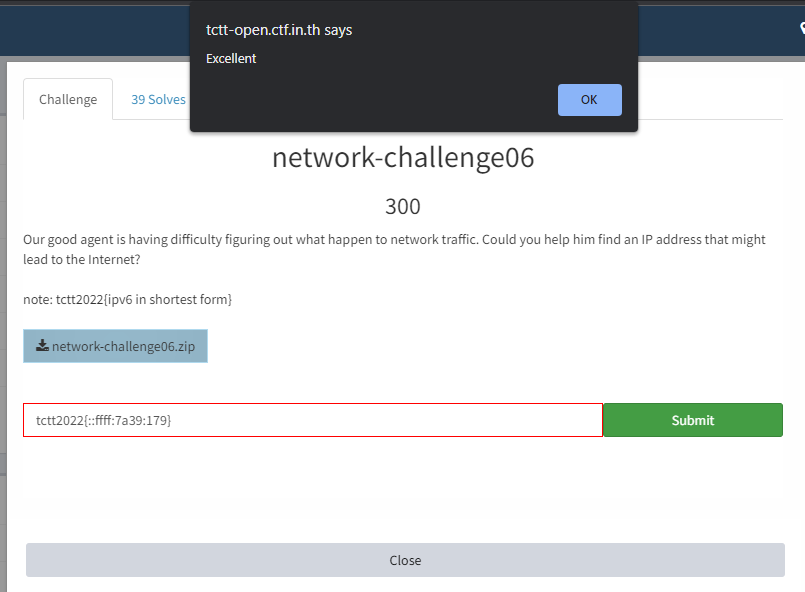 tctt-open.ctf.in.th says
Excellent
OK
Challenge
39 Solves
network-challenge06
300
Our good agent is having difficulty figuring out what happen to network traffic. Could you help him find an IP address that might
lead to the Internet?
note: tctt2022{ipv6 in shortest form}
network-challenge06.zip
tctt2022{::ffff:7a39:179}
Submit
Close